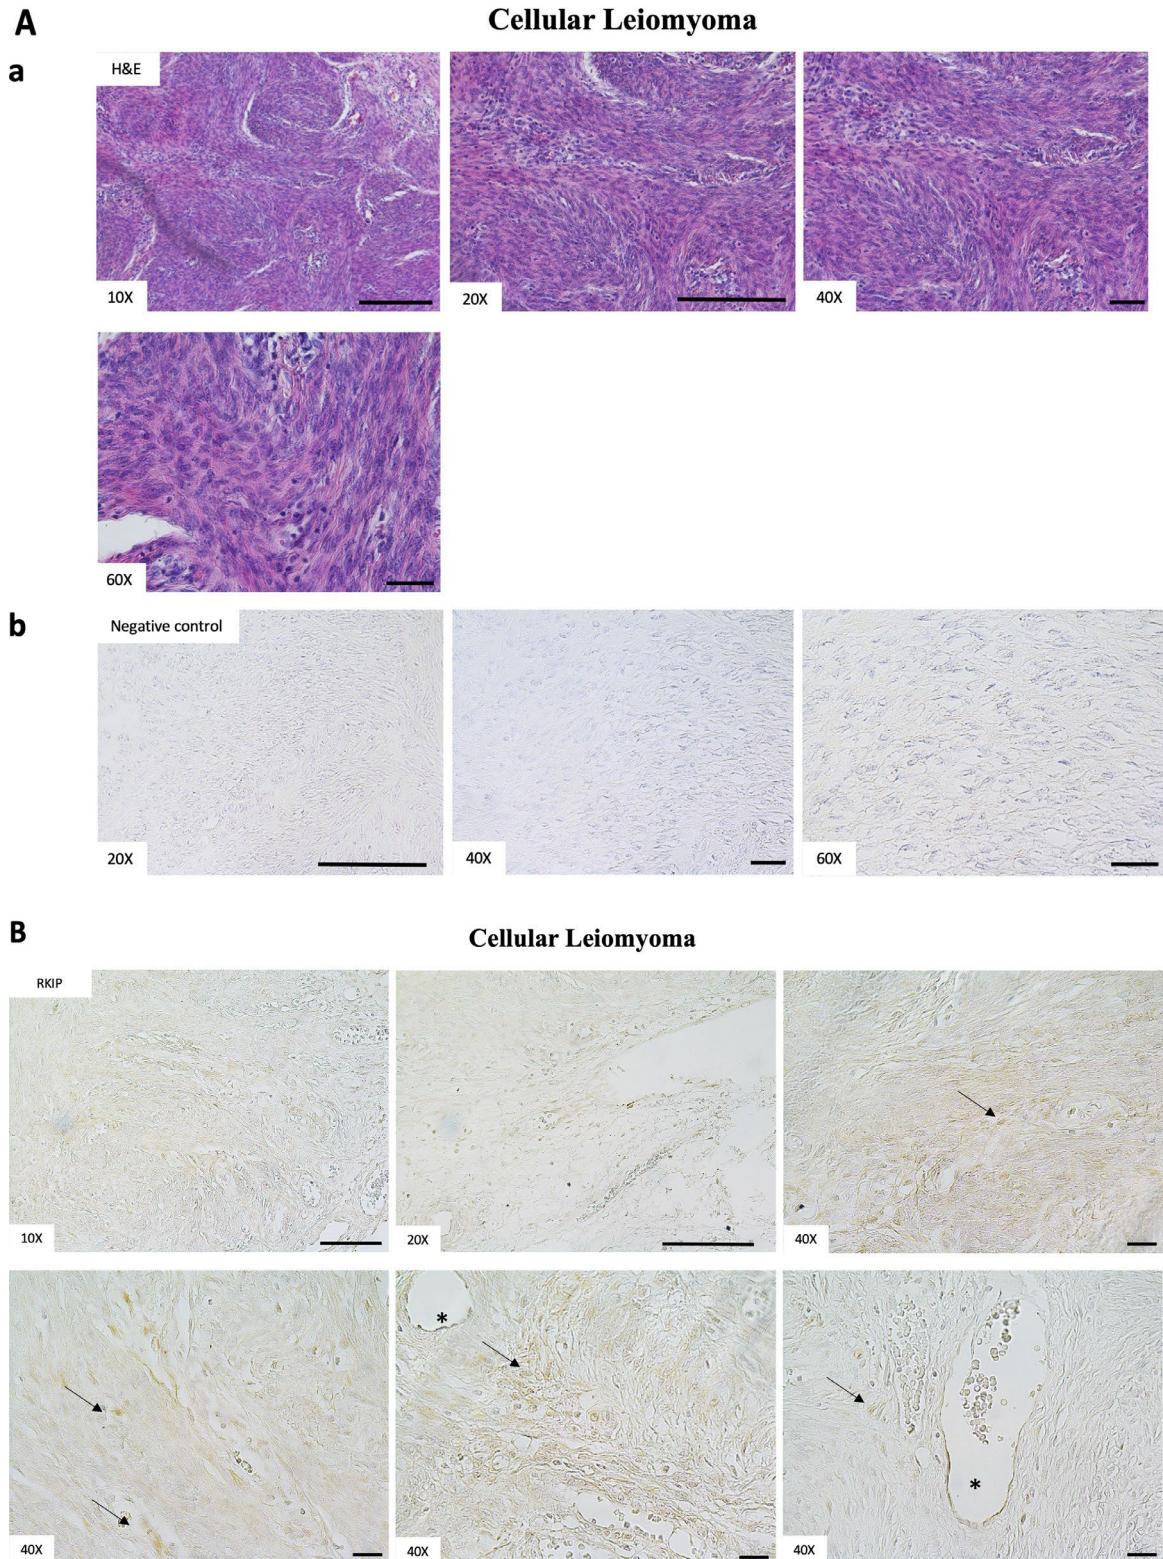 A
Cellular Leiomyoma
a
H&E
10X
20X
40X
60X
b
Negative control
20X
40X
60X
B
Cellular Leiomyoma
RKIP
10X
20X
40X
*
*
40X
40X
40X